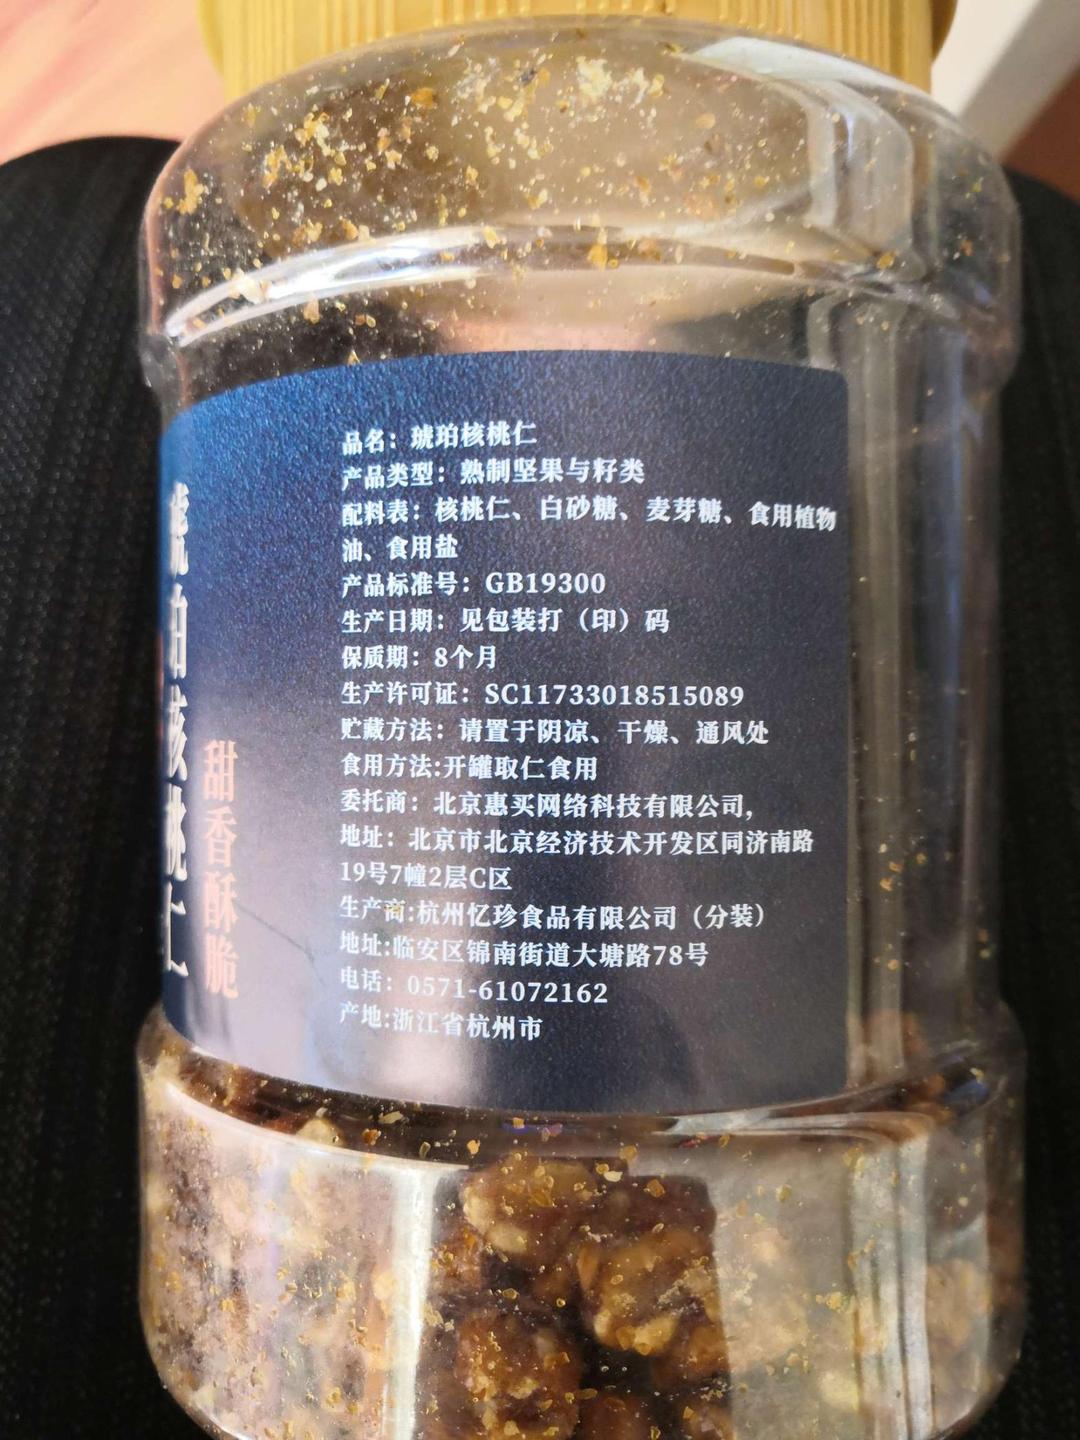 琥珀核桃仁
甜香酥脆
品名：琥珀核桃仁
产品类型：熟制坚果与籽类
配料表：核桃仁、白砂糖、麦芽糖、食用植物
油、食用盐
产品标准号：GB19300
生产日期：见包装打（印）码
保质期：8个月
生产许可证：SC11733018515089
贮藏方法：请置于阴凉、干燥、通风处
食用方法:开罐取仁食用
委托商：北京惠买网络科技有限公司,
地址：北京市北京经济技术开发区同济南路
19号7幢2层C区
生产商:杭州忆珍食品有限公司（分装）
地址:临安区锦南街道大塘路78号
电话：0571-61072162
产地:浙江省杭州市